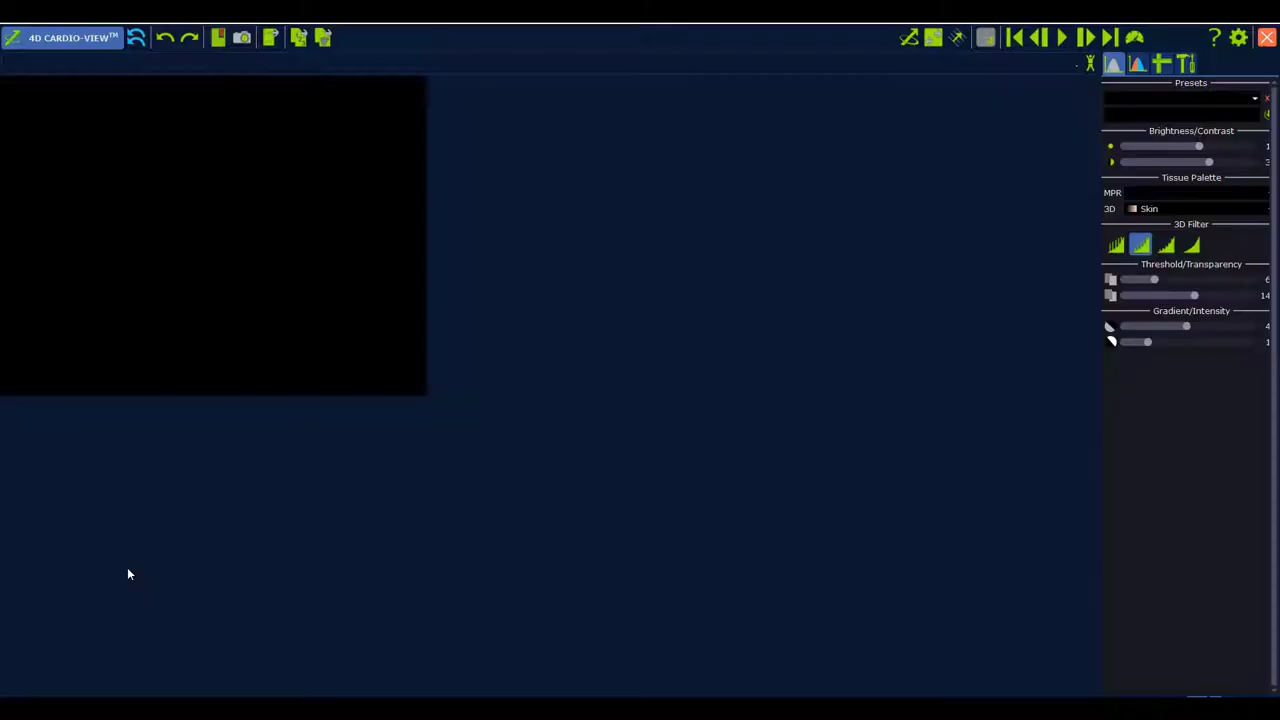 4D CARDIO-VIEW™
Presets
Brightness/Contrast
Tissue Palette
MPR
3D Skin
3D Filter
Threshold/Transparency
Gradient/Intensity